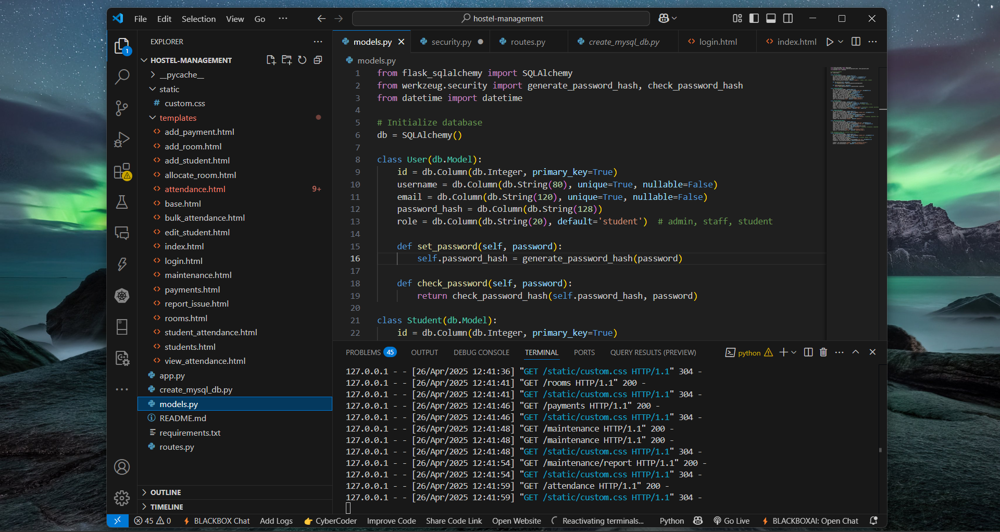 File Edit Selection View Go ··· hostel-management
EXPLORER
HOSTEL-MANAGEMENT
__pycache__
static
custom.css
templates
add_payment.html
add_room.html
add_student.html
allocate_room.html
attendance.html 9+
base.html
bulk_attendance.html
edit_student.html
index.html
login.html
maintenance.html
payments.html
report_issue.html
rooms.html
student_attendance.html
students.html
view_attendance.html
app.py
create_mysql_db.py
models.py
README.md
requirements.txt
routes.py
OUTLINE
TIMELINE
1
models.py security.py routes.py create_mysql_db.py login.html index.html
models.py
1 from flask_sqlalchemy import SQLAlchemy
2 from werkzeug.security import generate_password_hash, check_password_hash
3 from datetime import datetime
4
5 # Initialize database
6 db = SQLAlchemy()
7
8 class User(db.Model):
9 id = db.Column(db.Integer, primary_key=True)
10 username = db.Column(db.String(80), unique=True, nullable=False)
11 email = db.Column(db.String(120), unique=True, nullable=False)
12 password_hash = db.Column(db.String(128))
13 role = db.Column(db.String(20), default='student') # admin, staff, student
14
15 def set_password(self, password):
16 self.password_hash = generate_password_hash(password)
17
18 def check_password(self, password):
19 return check_password_hash(self.password_hash, password)
20
21 class Student(db.Model):
22 id = db.Column(db.Integer, primary_key=True)
PROBLEMS 45 OUTPUT DEBUG CONSOLE TERMINAL PORTS QUERY RESULTS (PREVIEW) python
127.0.0.1 - - [26/Apr/2025 12:41:36] "GET /static/custom.css HTTP/1.1" 304 -
127.0.0.1 - - [26/Apr/2025 12:41:41] "GET /rooms HTTP/1.1" 200 -
127.0.0.1 - - [26/Apr/2025 12:41:41] "GET /static/custom.css HTTP/1.1" 304 -
127.0.0.1 - - [26/Apr/2025 12:41:46] "GET /payments HTTP/1.1" 200 -
127.0.0.1 - - [26/Apr/2025 12:41:46] "GET /static/custom.css HTTP/1.1" 304 -
127.0.0.1 - - [26/Apr/2025 12:41:48] "GET /maintenance HTTP/1.1" 200 -
127.0.0.1 - - [26/Apr/2025 12:41:48] "GET /maintenance HTTP/1.1" 200 -
127.0.0.1 - - [26/Apr/2025 12:41:48] "GET /static/custom.css HTTP/1.1" 304 -
127.0.0.1 - - [26/Apr/2025 12:41:54] "GET /maintenance/report HTTP/1.1" 200 -
127.0.0.1 - - [26/Apr/2025 12:41:54] "GET /static/custom.css HTTP/1.1" 304 -
127.0.0.1 - - [26/Apr/2025 12:41:59] "GET /attendance HTTP/1.1" 200 -
127.0.0.1 - - [26/Apr/2025 12:41:59] "GET /static/custom.css HTTP/1.1" 304 -
45 0 BLACKBOX Chat Add Logs CyberCoder Improve Code Share Code Link Open Website Reactivating terminals... Python Go Live BLACKBOXAI: Open Chat